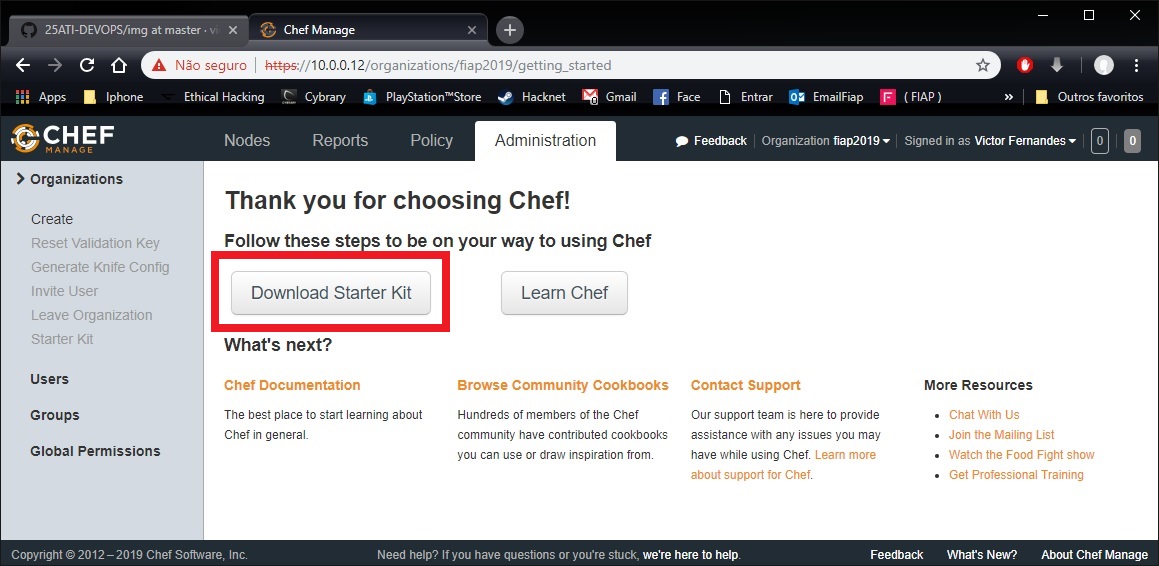 25ATI-DEVOPS/img at master · vi
Chef Manage
Não seguro
https://10.0.0.12/organizations/fiap2019/getting_started
Apps
Iphone
Ethical Hacking
Cybrary
PlayStation™Store
Hacknet
Gmail
Face
Entrar
EmailFiap
( FIAP )
»
Outros favoritos
CHEF
MANAGE
Nodes
Reports
Policy
Administration
Feedback
Organization fiap2019
Signed in as Victor Fernandes
0
0
Organizations
Create
Reset Validation Key
Generate Knife Config
Invite User
Leave Organization
Starter Kit
Users
Groups
Global Permissions
Thank you for choosing Chef!
Follow these steps to be on your way to using Chef
Download Starter Kit
Learn Chef
What's next?
Chef Documentation
The best place to start learning about
Chef in general.
Browse Community Cookbooks
Hundreds of members of the Chef
community have contributed cookbooks
you can use or draw inspiration from.
Contact Support
Our support team is here to provide
assistance with any issues you may
have while using Chef. Learn more
about support for Chef.
More Resources
• Chat With Us
• Join the Mailing List
• Watch the Food Fight show
• Get Professional Training
Copyright © 2012 – 2019 Chef Software, Inc.
Need help? If you have questions or you're stuck, we're here to help.
Feedback
What's New?
About Chef Manage